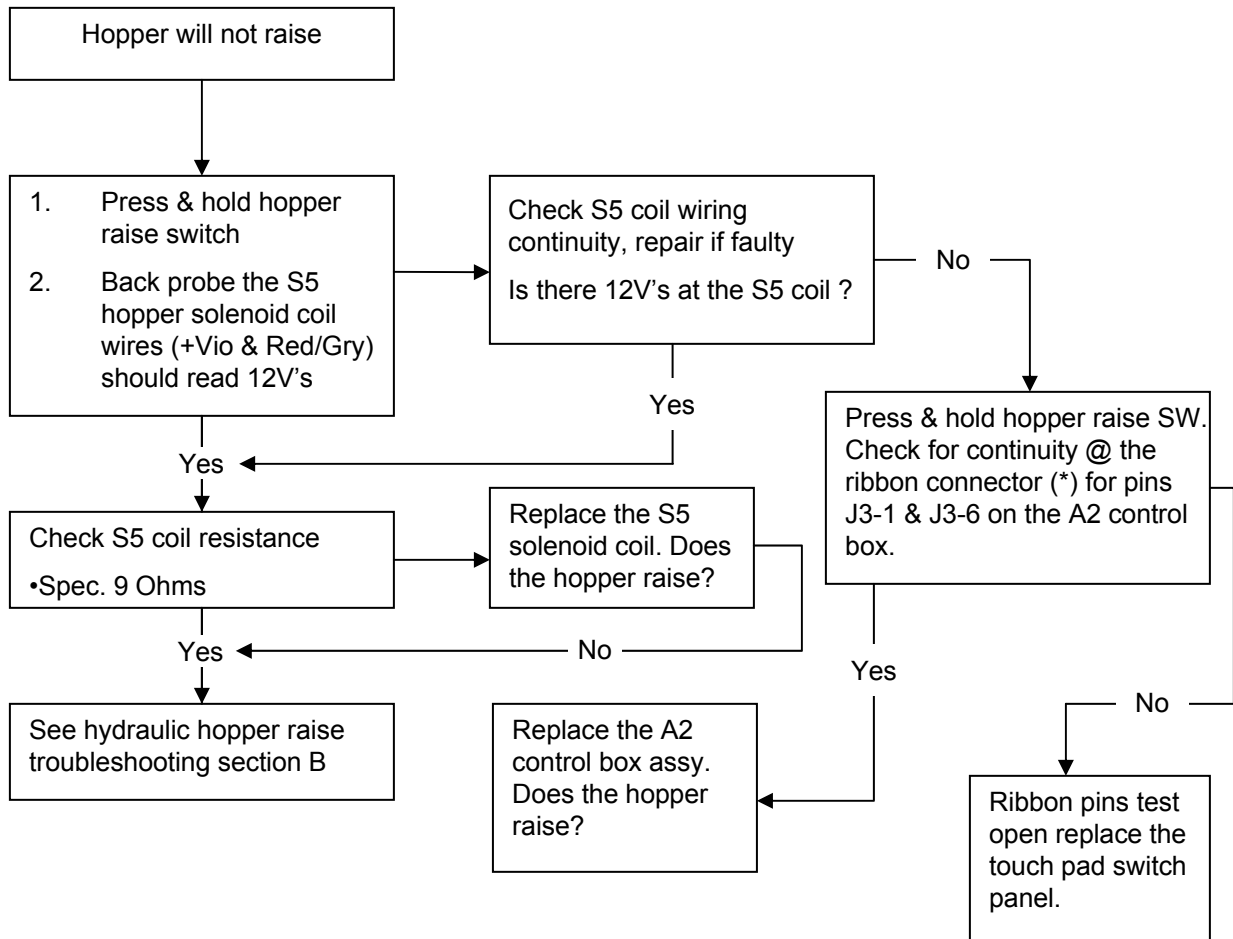 Hopper will not raise
1. Press & hold hopper
raise switch
2. Back probe the S5
hopper solenoid coil
wires (+Vio & Red/Gry)
should read 12V’s
Check S5 coil wiring
continuity, repair if faulty
Is there 12V’s at the S5 coil ?
No
Yes
Press & hold hopper raise SW.
Check for continuity @ the
ribbon connector (*) for pins
J3-1 & J3-6 on the A2 control
box.
Yes
Check S5 coil resistance
•Spec. 9 Ohms
Replace the S5
solenoid coil. Does
the hopper raise?
Yes
No
Yes
No
See hydraulic hopper raise
troubleshooting section B
Replace the A2
control box assy.
Does the hopper
raise?
Ribbon pins test
open replace the
touch pad switch
panel.